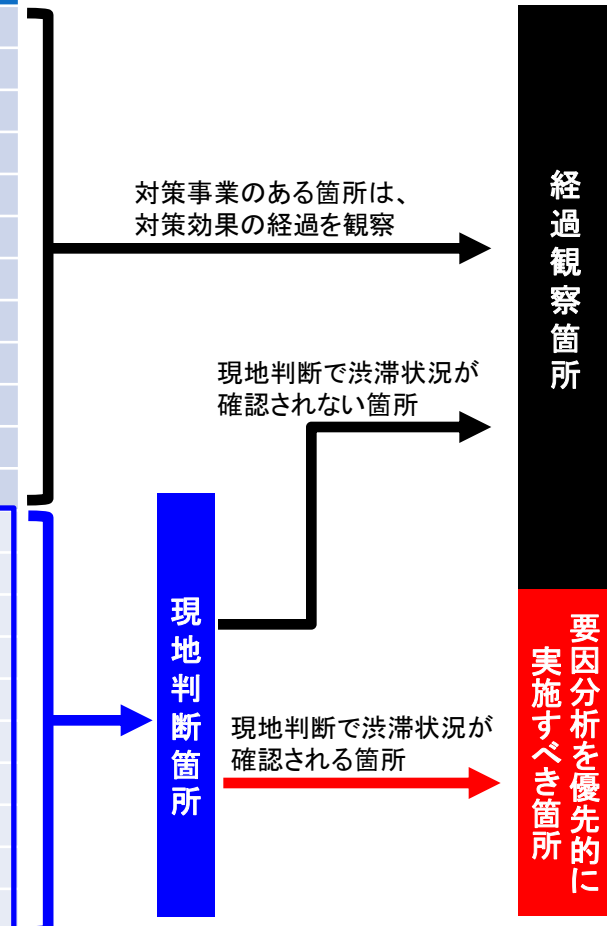 対策事業のある箇所は、
対策効果の経過を観察
経過観察箇所
現地判断で渋滞状況が
確認されない箇所
現地判断箇所
現地判断で渋滞状況が
確認される箇所
要因分析を優先的に
実施すべき箇所